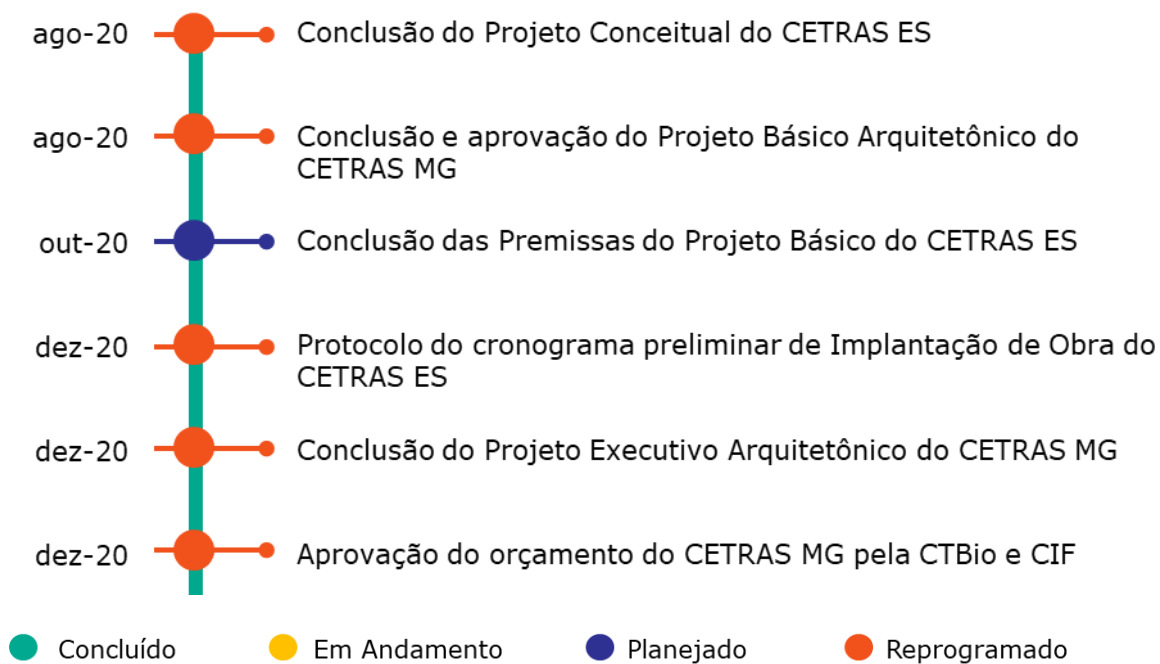 ago-20 Conclusão do Projeto Conceitual do CETRAS ES
ago-20 Conclusão e aprovação do Projeto Básico Arquitetônico do
CETRAS MG
out-20 Conclusão das Premissas do Projeto Básico do CETRAS ES
dez-20 Protocolo do cronograma preliminar de Implantação de Obra do
CETRAS ES
dez-20 Conclusão do Projeto Executivo Arquitetônico do CETRAS MG
dez-20 Aprovação do orçamento do CETRAS MG pela CTBio e CIF
Concluído Em Andamento Planejado Reprogramado